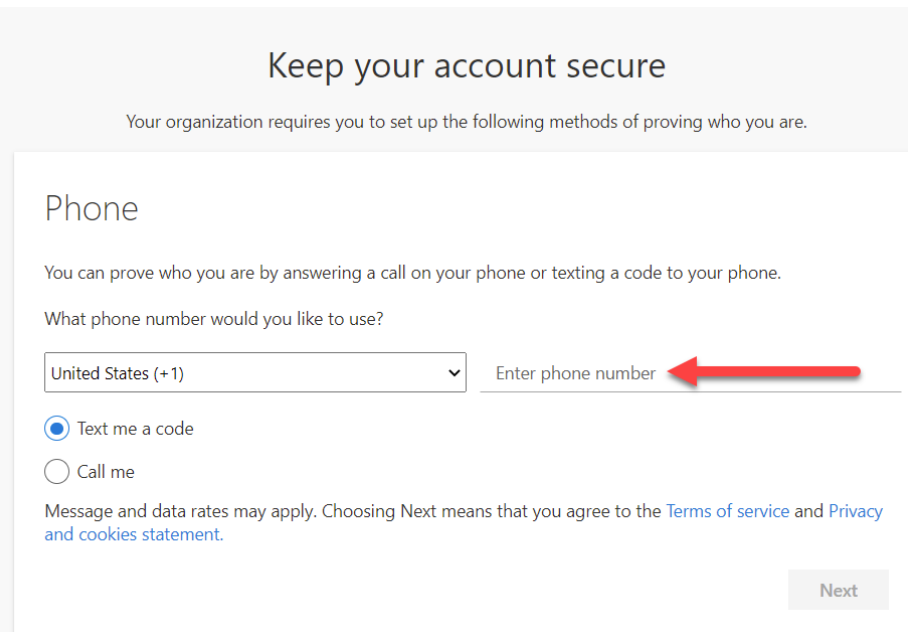 Keep your account secure
Your organization requires you to set up the following methods of proving who you are.
Phone
You can prove who you are by answering a call on your phone or texting a code to your phone.
What phone number would you like to use?
United States (+1)
Enter phone number
Text me a code
Call me
Message and data rates may apply. Choosing Next means that you agree to the Terms of service and Privacy
and cookies statement.
Next